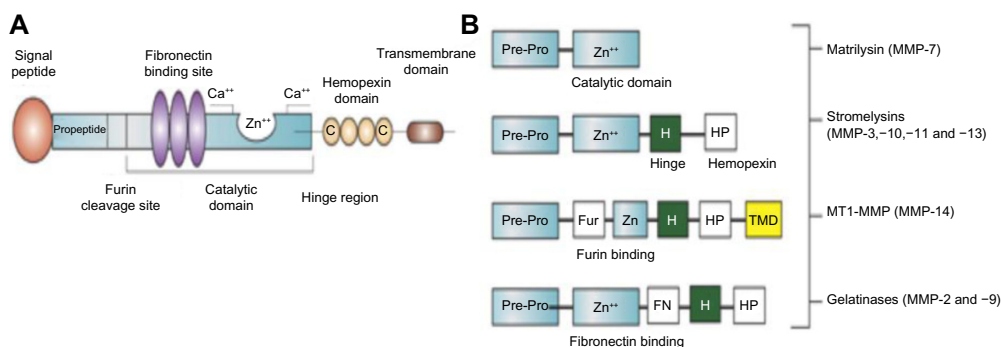 A
Signal
peptide
Fibronectin
binding site
Transmembrane
domain
Hemopexin
domain
Ca++
Ca++
Zn++
Propeptide
C
C
Furin
cleavage site
Catalytic
domain
Hinge region
B
Pre-Pro
Zn++
Catalytic domain
Matrilysin (MMP-7)
Pre-Pro
Zn++
H
HP
Hinge
Hemopexin
Stromelysins
(MMP-3,−10,−11 and −13)
Pre-Pro
Fur
Zn
H
HP
TMD
Furin binding
MT1-MMP (MMP-14)
Pre-Pro
Zn++
FN
H
HP
Fibronectin binding
Gelatinases (MMP-2 and −9)